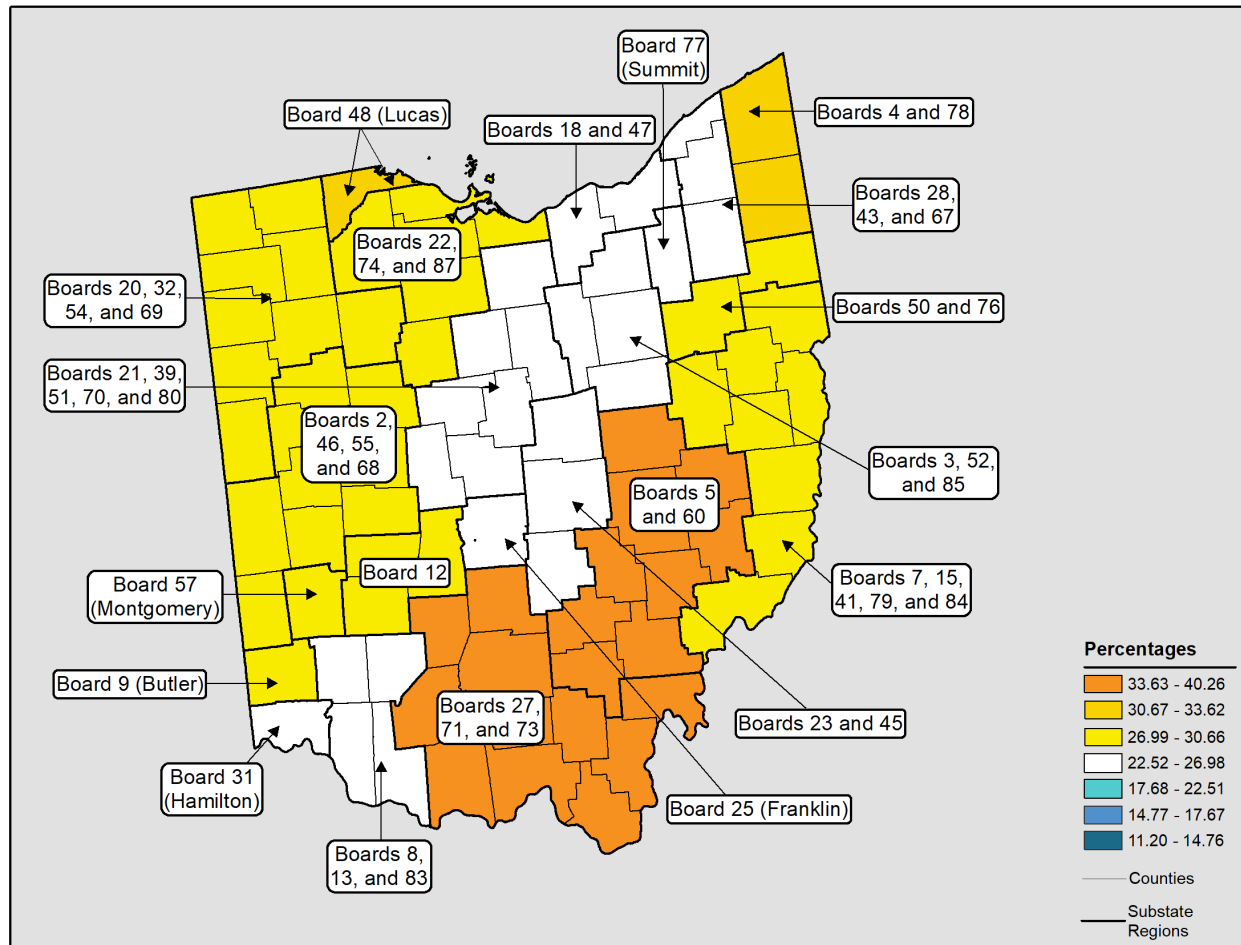 Board 77
(Summit)
Board 48 (Lucas)
Boards 18 and 47
Boards 4 and 78
Boards 28,
43, and 67
Boards 22,
74, and 87
Boards 20, 32,
54, and 69
Boards 50 and 76
Boards 21, 39,
51, 70, and 80
Boards 2,
46, 55,
and 68
Boards 3, 52,
and 85
Boards 5
and 60
Board 57
(Montgomery)
Board 12
Boards 7, 15,
41, 79, and 84
Board 9 (Butler)
Boards 27,
71, and 73
Boards 23 and 45
Board 31
(Hamilton)
Board 25 (Franklin)
Boards 8,
13, and 83
Percentages
33.63 - 40.26
30.67 - 33.62
26.99 - 30.66
22.52 - 26.98
17.68 - 22.51
14.77 - 17.67
11.20 - 14.76
Counties
Substate
Regions